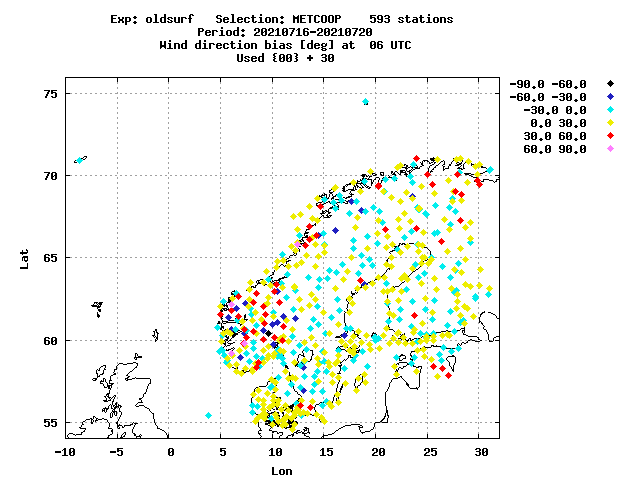 Exp: oldsurf   Selection: METCOOP    593 stations
Period: 20210716-20210720
Wind direction bias [deg] at  06 UTC
Used {00} + 30
-90.0 -60.0
-60.0 -30.0
-30.0 0.0
0.0 30.0
30.0 60.0
60.0 90.0
75
70
65
60
55
Lat
-10 -5 0 5 10 15 20 25 30
Lon